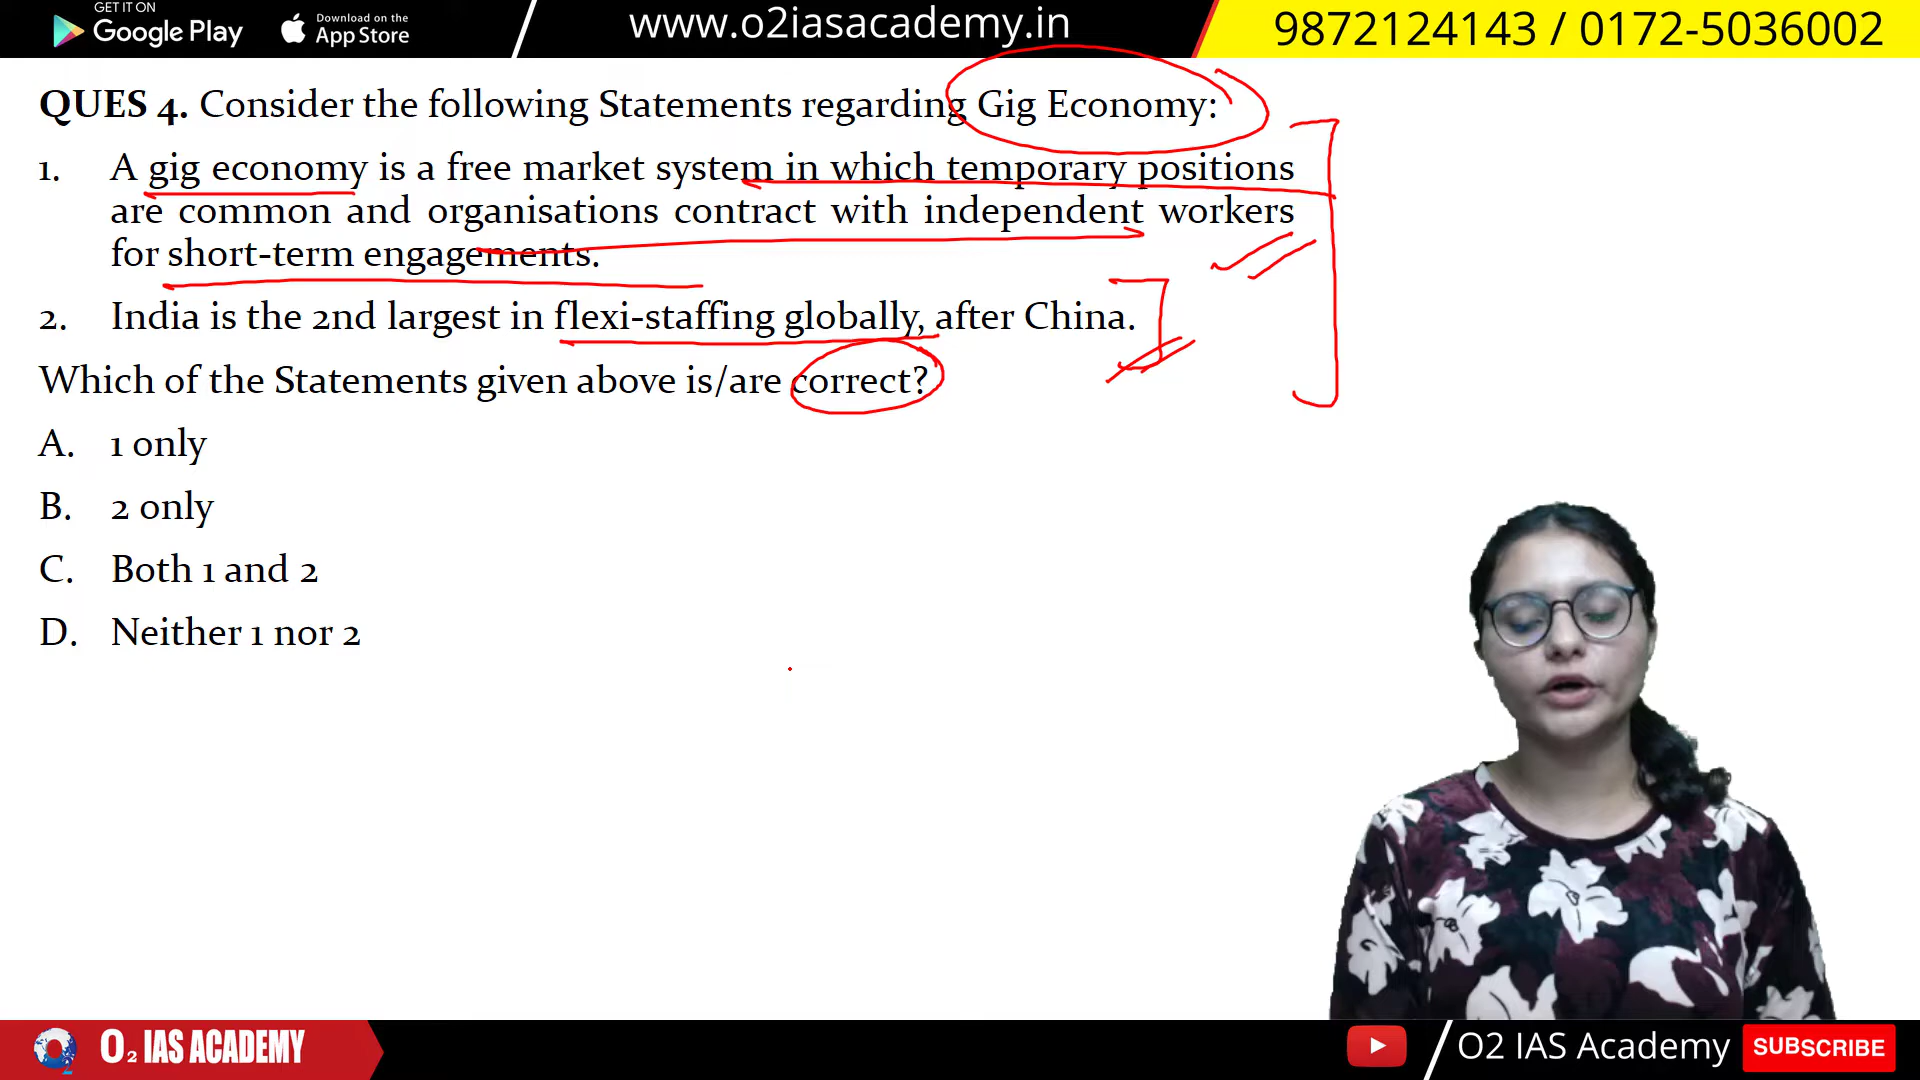 GET IT ON
Google Play
Download on the
App Store
www.o2iasacademy.in
9872124143 / 0172-5036002
QUES 4. Consider the following Statements regarding Gig Economy:
1. A gig economy is a free market system in which temporary positions
are common and organisations contract with independent workers
for short-term engagements.
2. India is the 2nd largest in flexi-staffing globally, after China.
Which of the Statements given above is/are correct?
A. 1 only
B. 2 only
C. Both 1 and 2
D. Neither 1 nor 2
O2 IAS ACADEMY
O2 IAS Academy
SUBSCRIBE